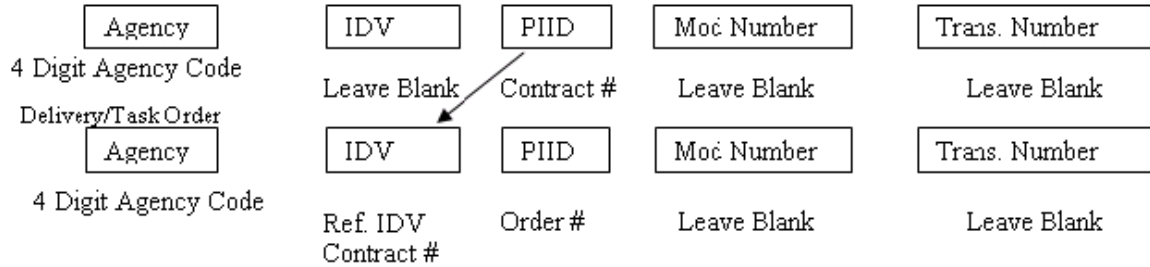 Agency IDV PIID Mod Number Trans. Number
4 Digit Agency Code
Leave Blank Contract # Leave Blank Leave Blank
Delivery/Task Order
Agency IDV PIID Mod Number Trans. Number
4 Digit Agency Code
Ref. IDV Order # Leave Blank Leave Blank
Contract #